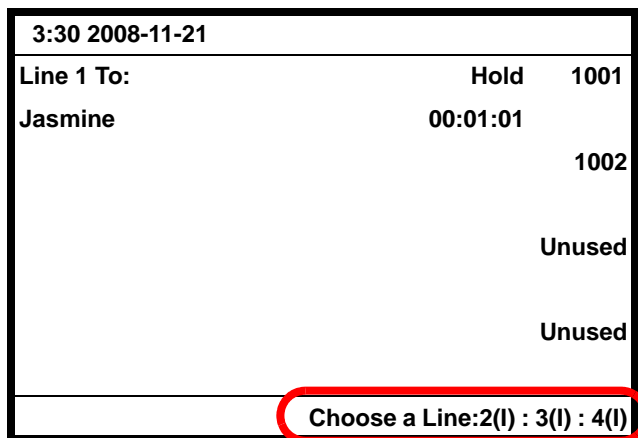 3:30 2008-11-21
Line 1 To: Hold 1001
Jasmine 00:01:01
1002
Unused
Unused
Choose a Line:2(I) : 3(I) : 4(I)